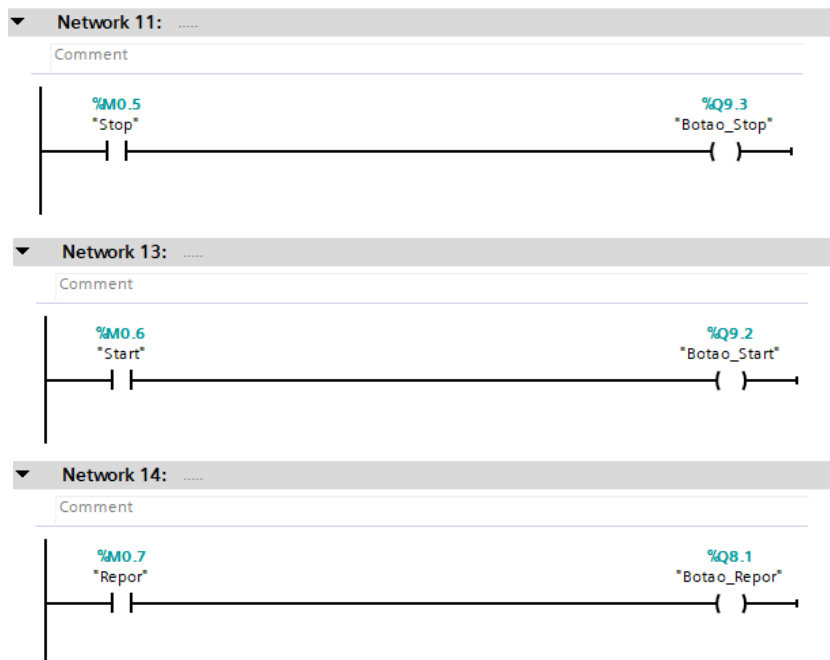 Network 11: .....
Comment
%M0.5 %Q9.3
"Stop" "Botao_Stop"
Network 13: .....
Comment
%M0.6 %Q9.2
"Start" "Botao_Start"
Network 14: .....
Comment
%M0.7 %Q8.1
"Repor" "Botao_Repor"